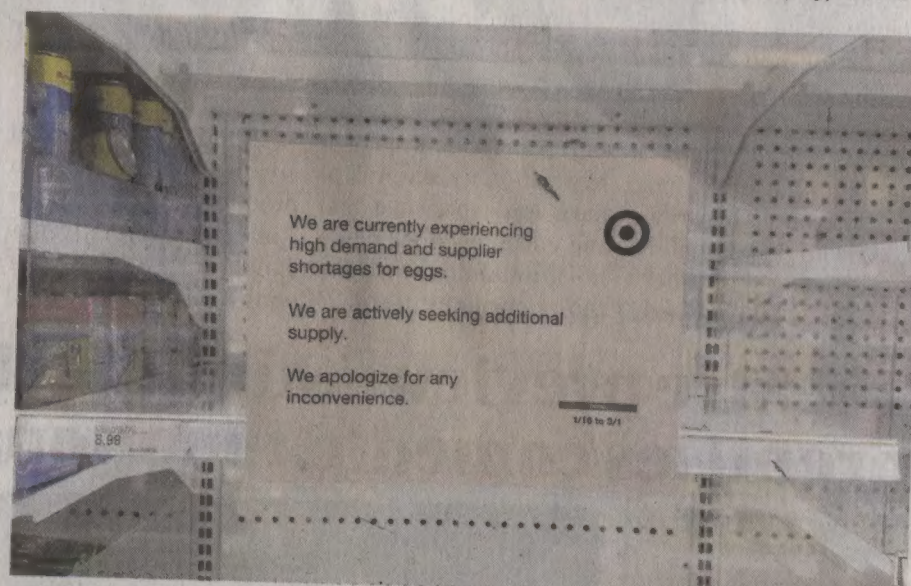 We are currently experiencing
high demand and supplier
shortages for eggs.
We are actively seeking additional
supply.
We apologize for any
inconvenience.
1/16 to 3/1
8.99